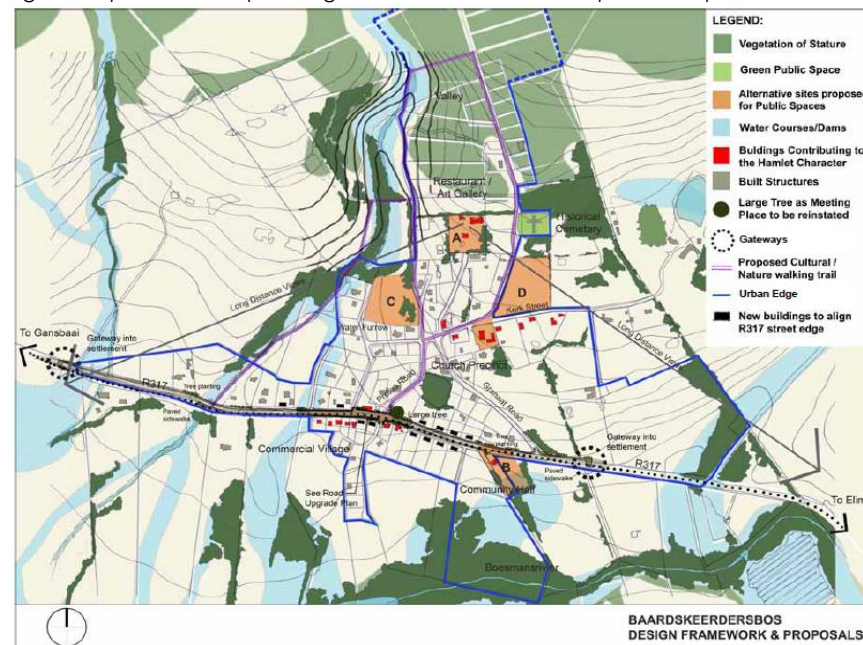 LEGEND:
Vegetation of Stature
Green Public Space
Alternative sites propose
for Public Spaces
Water Courses/Dams
Buldings Contributing to
the Hamlet Character
Built Structures
Large Tree as Meeting
Place to be reinstated
Gateways
Proposed Cultural /
Nature walking trail
Urban Edge
New buildings to align
R317 street edge
Valley
Restaurant /
Art Gallery
Historical
Cemetary
A
C
D
Long Distance Views
Kerk Street
Water Furrow
Long Distance Views
To Gansbaai
Gateway into
settlement
Church Precinct
R317
Tree planting
Paved
sidewalks
Large tree
Commercial Village
See Road
Upgrade Plan
Tree
planting
B
Community Hall
Gateway into
settlement
Paved
sidewalks
R317
To Elim
Boesmansrivier
BAARDSKEERDERSBOS
DESIGN FRAMEWORK & PROPOSALS